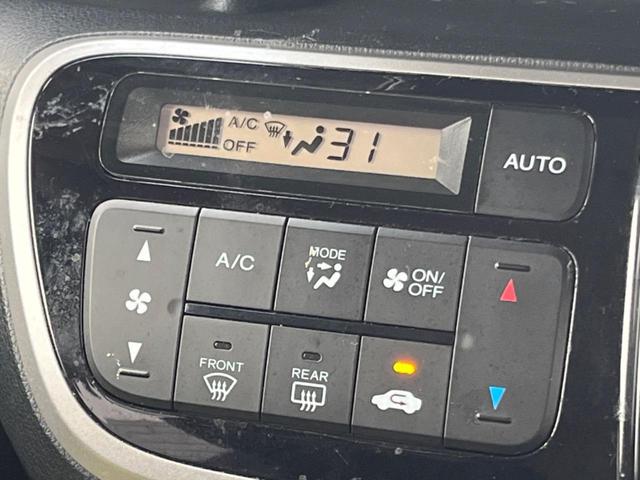 A/C
OFF
31
AUTO
A/C
MODE
ON/
OFF
FRONT
REAR